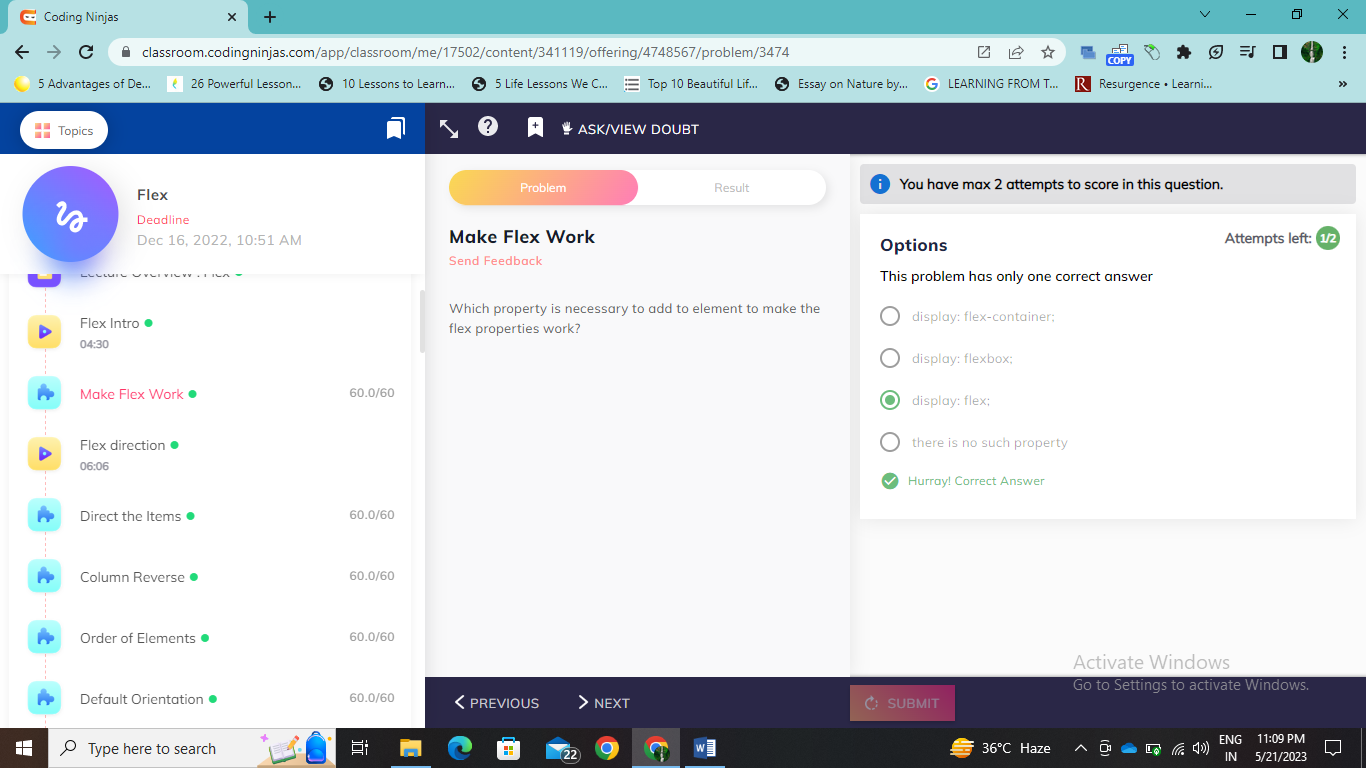 Coding Ninjas
classroom.codingninjas.com/app/classroom/me/17502/content/341119/offering/4748567/problem/3474
COPY
5 Advantages of De...
26 Powerful Lesson...
10 Lessons to Learn...
5 Life Lessons We C...
Top 10 Beautiful Lif...
Essay on Nature by...
LEARNING FROM T...
Resurgence • Learni...
»
Topics
ASK/VIEW DOUBT
Flex
Deadline
Dec 16, 2022, 10:51 AM
Lecture Overview : Flex
Flex Intro
04:30
Make Flex Work
60.0/60
Flex direction
06:06
Direct the Items
60.0/60
Column Reverse
60.0/60
Order of Elements
60.0/60
Default Orientation
60.0/60
Problem
Result
Make Flex Work
Send Feedback
Which property is necessary to add to element to make the
flex properties work?
You have max 2 attempts to score in this question.
Options
Attempts left: 1/2
This problem has only one correct answer
display: flex-container;
display: flexbox;
display: flex;
there is no such property
Hurray! Correct Answer
Activate Windows
Go to Settings to activate Windows.
PREVIOUS
NEXT
SUBMIT
Type here to search
22
36°C Haze
ENG
IN
11:09 PM
5/21/2023